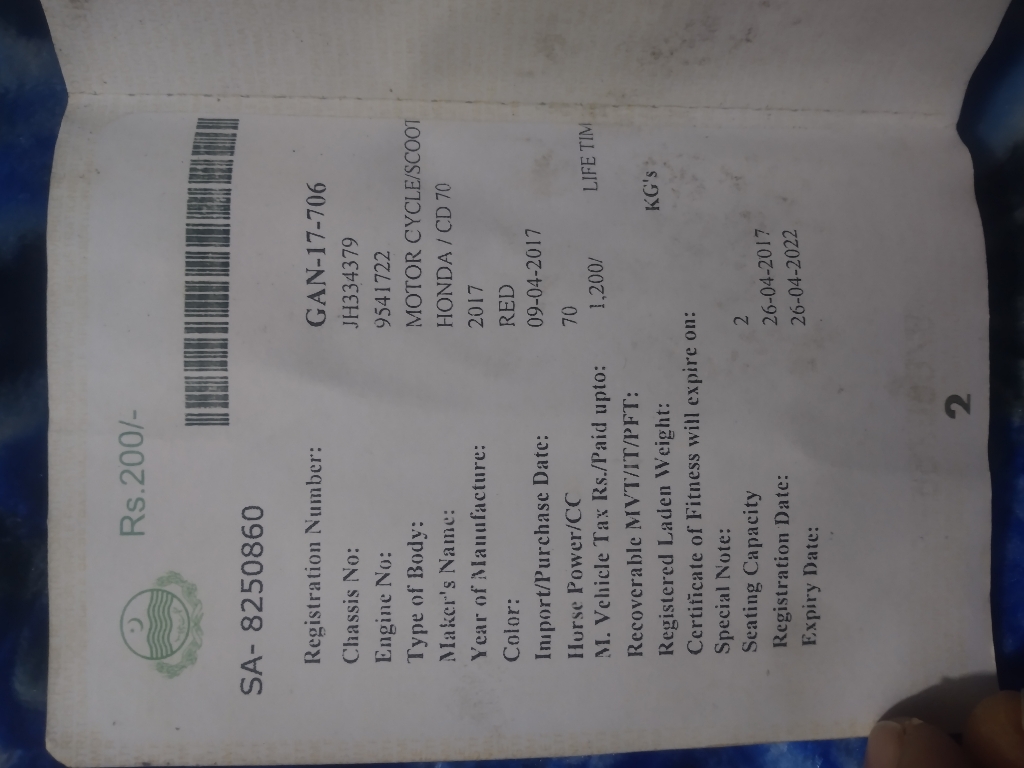 Rs.200/-
SA- 8250860
Registration Number: GAN-17-706
Chassis No: JH334379
Engine No: 9541722
Type of Body: MOTOR CYCLE/SCOOT
Maker's Name: HONDA / CD 70
Year of Manufacture: 2017
Color: RED
Import/Purchase Date: 09-04-2017
Horse Power/CC 70
M. Vehicle Tax Rs./Paid upto: 1,200/ LIFE TIM
Recoverable MVT/IT/PFT:
Registered Laden Weight: KG's
Certificate of Fitness will expire on:
Special Note:
Seating Capacity 2
Registration Date: 26-04-2017
Expiry Date: 26-04-2022
2